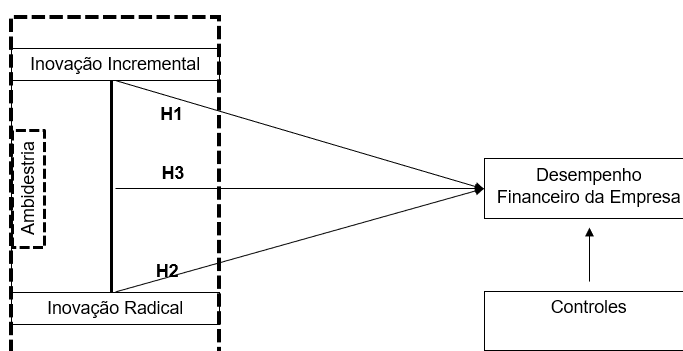 Inovação Incremental
H1
Ambidestria
H3
Desempenho
Financeiro da Empresa
H2
Inovação Radical
Controles